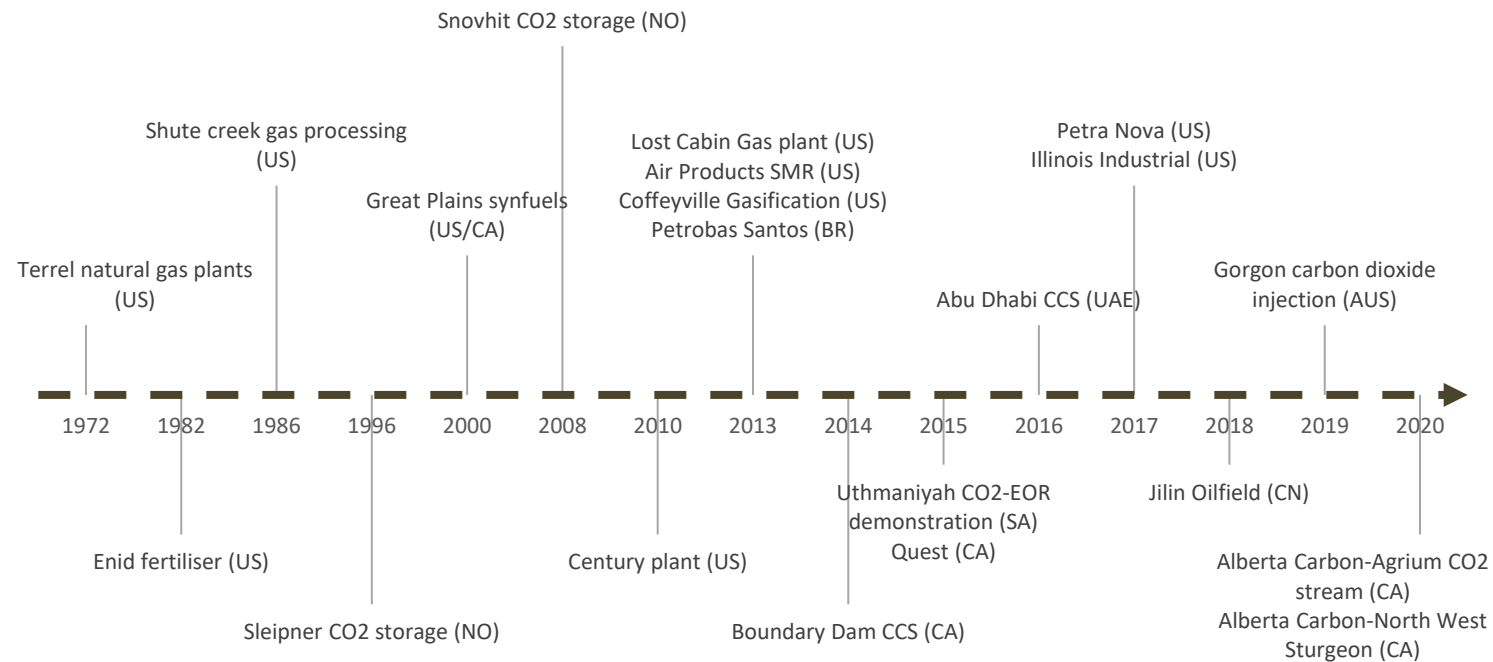 Snovhit CO2 storage (NO)
Shute creek gas processing
(US)
Lost Cabin Gas plant (US)
Air Products SMR (US)
Coffeyville Gasification (US)
Petrobas Santos (BR)
Petra Nova (US)
Illinois Industrial (US)
Great Plains synfuels
(US/CA)
Terrel natural gas plants
(US)
Abu Dhabi CCS (UAE)
Gorgon carbon dioxide
injection (AUS)
1972 1982 1986 1996 2000 2008 2010 2013 2014 2015 2016 2017 2018 2019 2020
Uthmaniyah CO2-EOR
demonstration (SA)
Quest (CA)
Jilin Oilfield (CN)
Enid fertiliser (US)
Century plant (US)
Alberta Carbon-Agrium CO2
stream (CA)
Alberta Carbon-North West
Sturgeon (CA)
Sleipner CO2 storage (NO)
Boundary Dam CCS (CA)